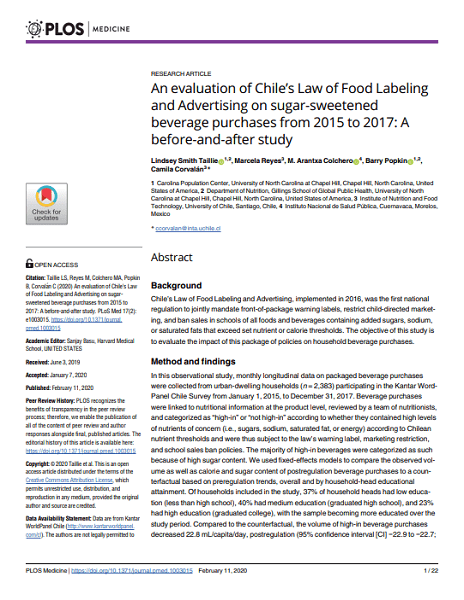 PLOS | MEDICINE
RESEARCH ARTICLE
An evaluation of Chile's Law of Food Labeling
and Advertising on sugar-sweetened
beverage purchases from 2015 to 2017: A
before-and-after study
Lindsey Smith Taillie1,2, Marcela Reyes3, M. Arantxa Colchero4, Barry Popkin1,2,
Camila Corvalán3*
1 Carolina Population Center, University of North Carolina at Chapel Hill, Chapel Hill, North Carolina, United
States of America, 2 Department of Nutrition, Gillings School of Global Public Health, University of North
Carolina at Chapel Hill, Chapel Hill, North Carolina, United States of America, 3 Institute of Nutrition and Food
Technology, University of Chile, Santiago, Chile, 4 Instituto Nacional de Salud Pública, Cuernavaca, Morelos,
Mexico
* ccorvalan@inta.uchile.cl
Check for
updates
OPEN ACCESS
Citation: Taillie LS, Reyes M, Colchero MA, Popkin
B, Corvalán C (2020) An evaluation of Chile's Law
of Food Labeling and Advertising on sugar-
sweetened beverage purchases from 2015 to
2017: A before-and-after study. PLoS Med 17(2):
e1003015. https://doi.org/10.1371/journal.
pmed.1003015
Academic Editor: Sanjay Basu, Harvard Medical
School, UNITED STATES
Received: June 3, 2019
Accepted: January 7, 2020
Published: February 11, 2020
Peer Review History: PLOS recognizes the
benefits of transparency in the peer review
process; therefore, we enable the publication of
all of the content of peer review and author
responses alongside final, published articles. The
editorial history of this article is available here:
https://doi.org/10.1371/journal.pmed.1003015
Copyright: © 2020 Taillie et al. This is an open
access article distributed under the terms of the
Creative Commons Attribution License, which
permits unrestricted use, distribution, and
reproduction in any medium, provided the original
author and source are credited.
Data Availability Statement: Data are from Kantar
WorldPanel Chile (http://www.kantarworldpanel.
com/cl). The authors are not legally permitted to
Abstract
Background
Chile's Law of Food Labeling and Advertising, implemented in 2016, was the first national
regulation to jointly mandate front-of-package warning labels, restrict child-directed market-
ing, and ban sales in schools of all foods and beverages containing added sugars, sodium,
or saturated fats that exceed set nutrient or calorie thresholds. The objective of this study is
to evaluate the impact of this package of policies on household beverage purchases.
Method and findings
In this observational study, monthly longitudinal data on packaged beverage purchases
were collected from urban-dwelling households (n = 2,383) participating in the Kantar World-
Panel Chile Survey from January 1, 2015, to December 31, 2017. Beverage purchases
were linked to nutritional information at the product level, reviewed by a team of nutritionists,
and categorized as "high-in" or "not high-in" according to whether they contained high levels
of nutrients of concern (i.e., sugars, sodium, saturated fat, or energy) according to Chilean
nutrient thresholds and were thus subject to the law's warning label, marketing restriction,
and school sales ban policies. The majority of high-in beverages were categorized as such
because of high sugar content. We used fixed-effects models to compare the observed vol-
ume as well as calorie and sugar content of postregulation beverage purchases to a coun-
terfactual based on preregulation trends, overall and by household-head educational
attainment. Of households included in the study, 37% of household heads had low educa-
tion (less than high school), 40% had medium education (graduated high school), and 23%
had high education (graduated college), with the sample becoming more educated over the
study period. Compared to the counterfactual, the volume of high-in beverage purchases
decreased 22.8 mL/capita/day, postregulation (95% confidence interval [CI] −22.9 to −22.7;
PLOS Medicine | https://doi.org/10.1371/journal.pmed.1003015 February 11, 2020
1 / 22